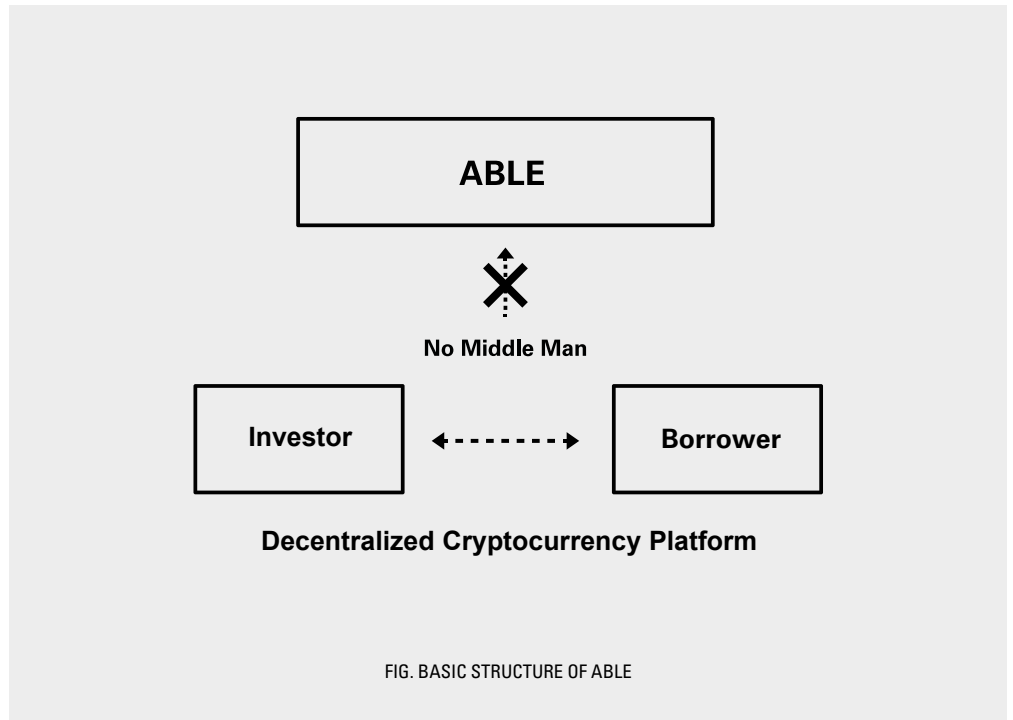 ABLE
No Middle Man
Investor
Borrower
Decentralized Cryptocurrency Platform
FIG. BASIC STRUCTURE OF ABLE